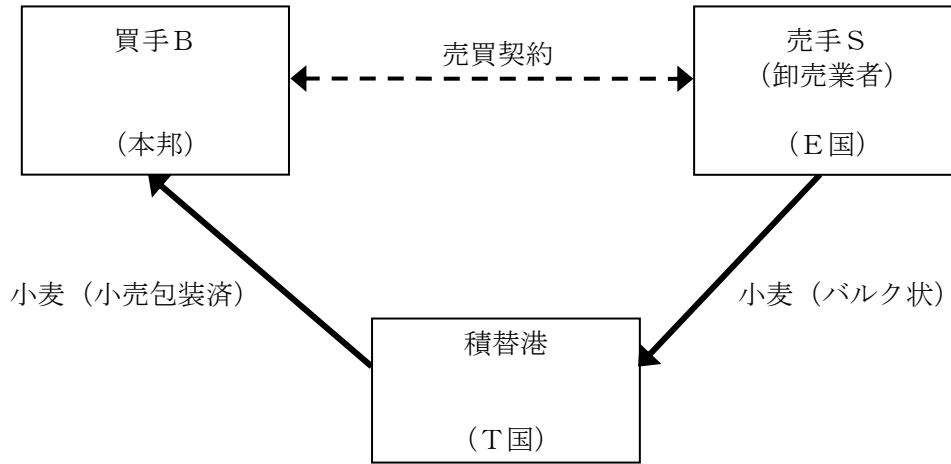 買手B
(本邦)
売買契約
売手S
(卸売業者)
(E国)
小麦(小売包装済)
小麦(バルク状)
積替港
(T国)